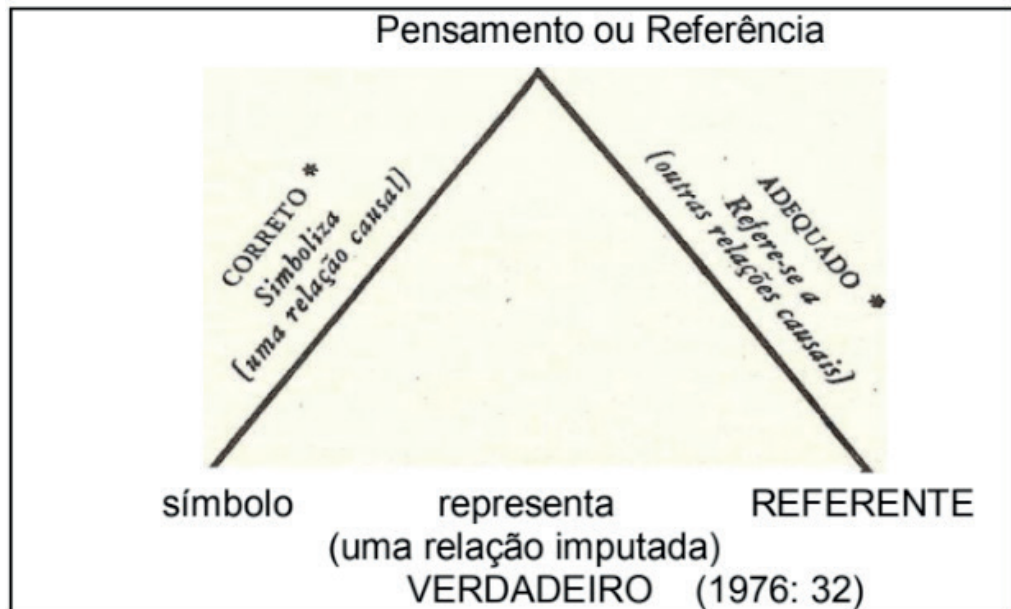 Pensamento ou Referência
CORRETO *
Simboliza
(uma relação causal)
ADEQUADO *
Refere-se a
(outras relações causais)
símbolo representa REFERENTE
(uma relação imputada)
VERDADEIRO (1976: 32)